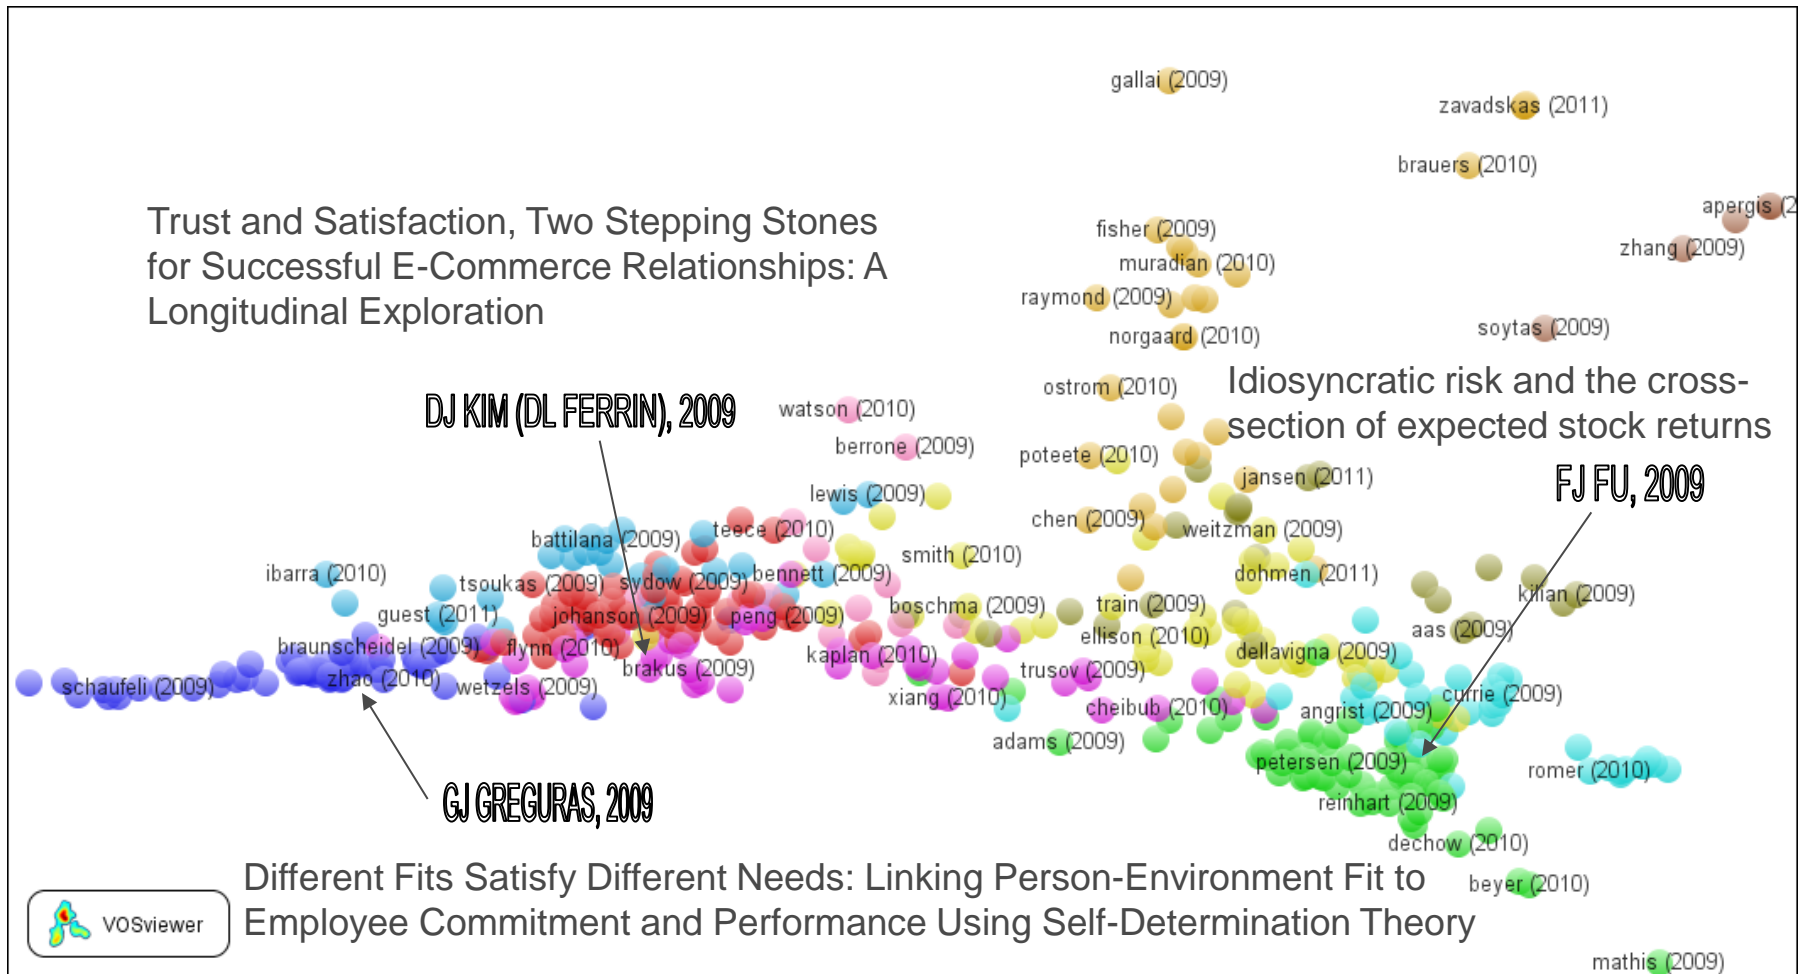 gallai (2009)
zavadskas (2011)
brauers (2010)
apergis (2
Trust and Satisfaction, Two Stepping Stones
for Successful E-Commerce Relationships: A
Longitudinal Exploration
fisher (2009)
zhang (2009)
muradian (2010)
raymond (2009)
norgaard (2010)
soytas (2009)
ostrom (2010)
Idiosyncratic risk and the cross-
section of expected stock returns
DJ KIM (DL FERRIN), 2009
watson (2010)
berrone (2009)
poteete (2010)
jansen (2011)
FJ FU, 2009
lewis (2009)
chen (2009)
weitzman (2009)
teece (2010)
battilana (2009)
smith (2010)
ibarra (2010)
tsoukas (2009)
sydow (2009)
bennett (2009)
dohmen (2011)
kilian (2009)
guest (2011)
johanson (2009)
peng (2009)
boschma (2009)
train (2009)
aas (2009)
braunscheidel (2009)
flynn (2010)
kaplan (2010)
ellison (2010)
dellavigna (2009)
schaufeli (2009)
zhao (2010)
wetzels (2009)
brakus (2009)
xiang (2010)
trusov (2009)
cheibub (2010)
angrist (2009)
currie (2009)
adams (2009)
petersen (2009)
romer (2010)
GJ GREGURAS, 2009
reinhart (2009)
dechow (2010)
Different Fits Satisfy Different Needs: Linking Person-Environment Fit to
Employee Commitment and Performance Using Self-Determination Theory
beyer (2010)
VOSviewer
mathis (2009)